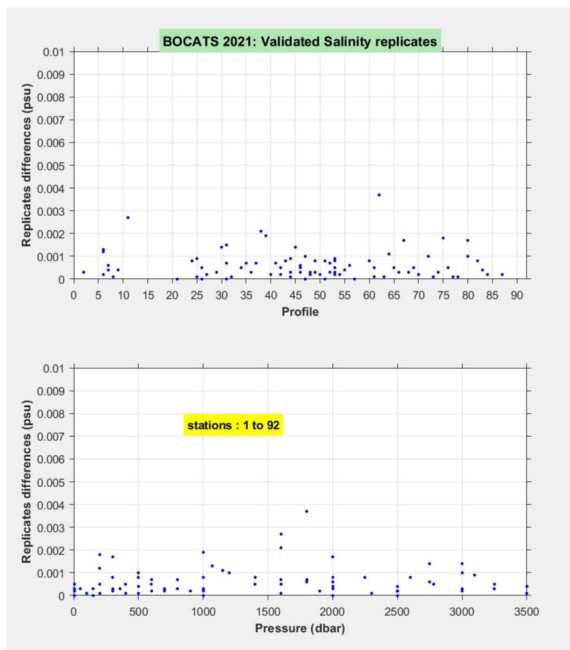 BOCATS 2021: Validated Salinity replicates
Replicates differences (psu)
0.01
0.009
0.008
0.007
0.006
0.005
0.004
0.003
0.002
0.001
0
0 5 10 15 20 25 30 35 40 45 50 55 60 65 70 75 80 85 90
Profile
Replicates differences (psu)
0.01
0.009
0.008
0.007
0.006
0.005
0.004
0.003
0.002
0.001
0
stations : 1 to 92
0 500 1000 1500 2000 2500 3000 3500
Pressure (dbar)